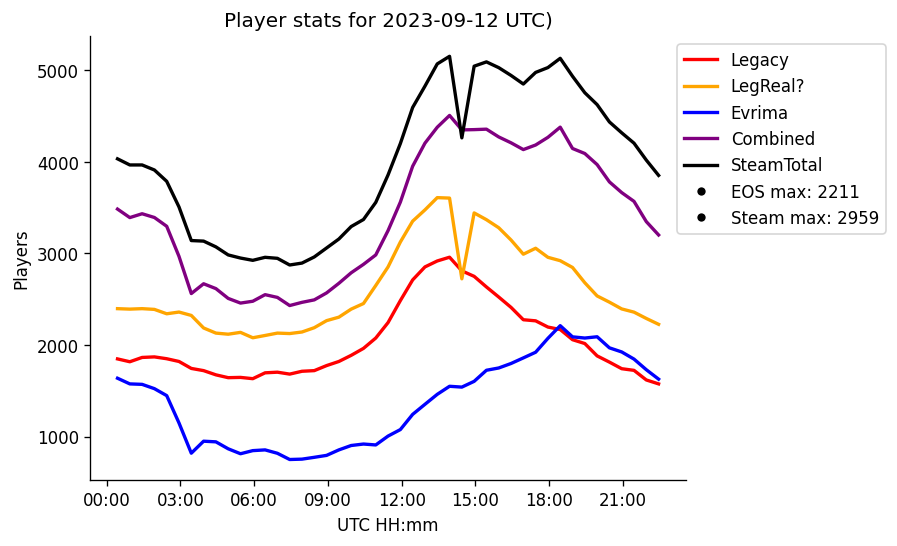 Player stats for 2023-09-12 UTC)
Legacy
LegReal?
Evrima
Combined
SteamTotal
EOS max: 2211
Steam max: 2959
5000
4000
3000
2000
1000
Players
00:00 03:00 06:00 09:00 12:00 15:00 18:00 21:00
UTC HH:mm